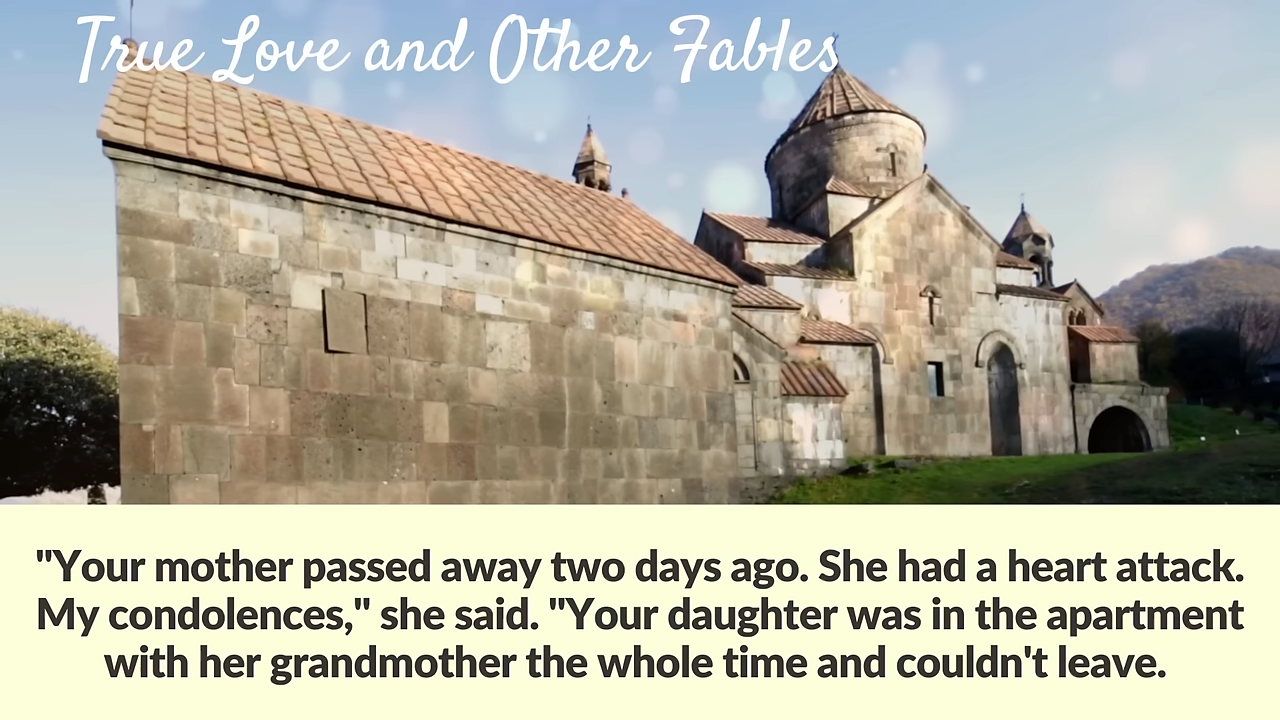 True Love and Other Fables
"Your mother passed away two days ago. She had a heart attack.
My condolences," she said. "Your daughter was in the apartment
with her grandmother the whole time and couldn't leave.